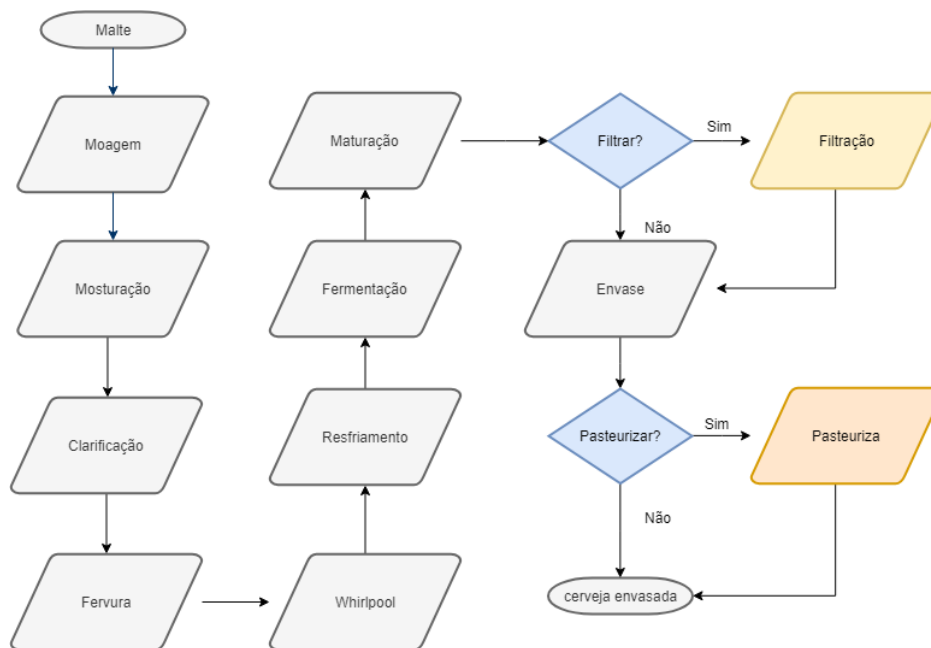 Malte
Moagem
Mosturação
Clarificação
Fervura
Whirlpool
Resfriamento
Fermentação
Maturação
Filtrar?
Sim
Filtração
Não
Envase
Pasteurizar?
Sim
Pasteuriza
Não
cerveja envasada